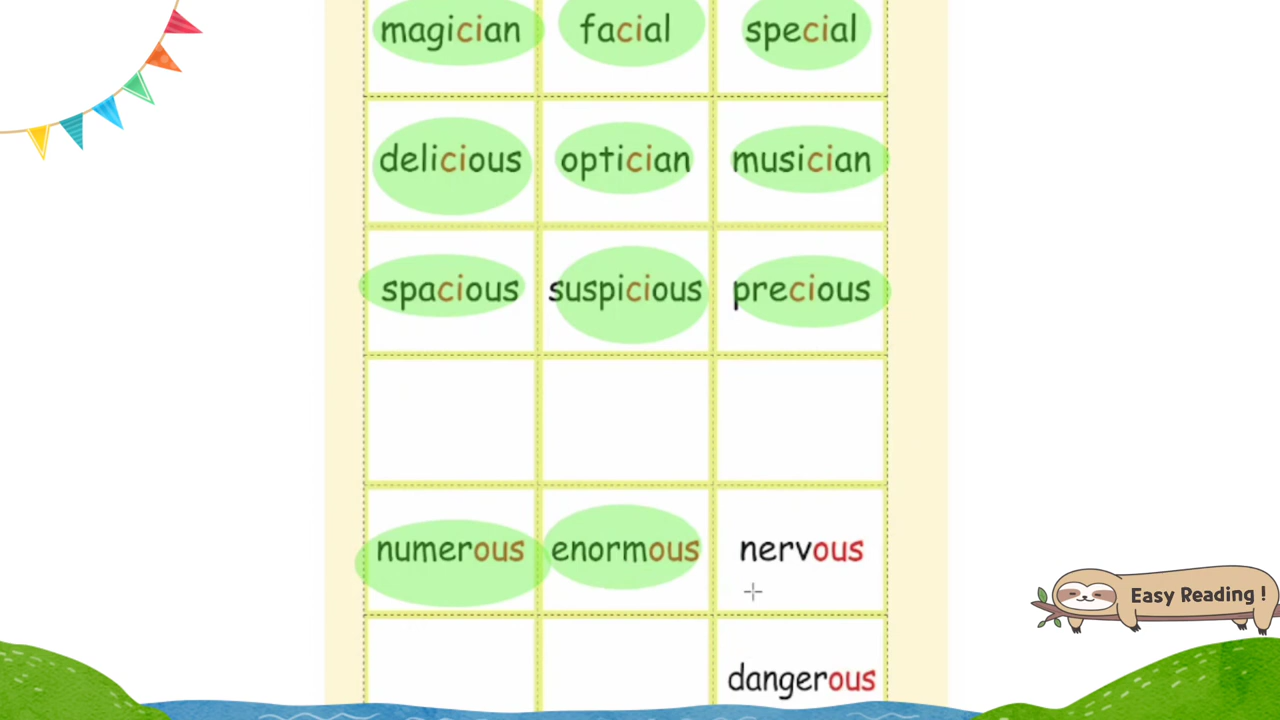 magician facial special
delicious optician musician
spacious suspicious precious
numerous enormous nervous
Easy Reading !
dangerous